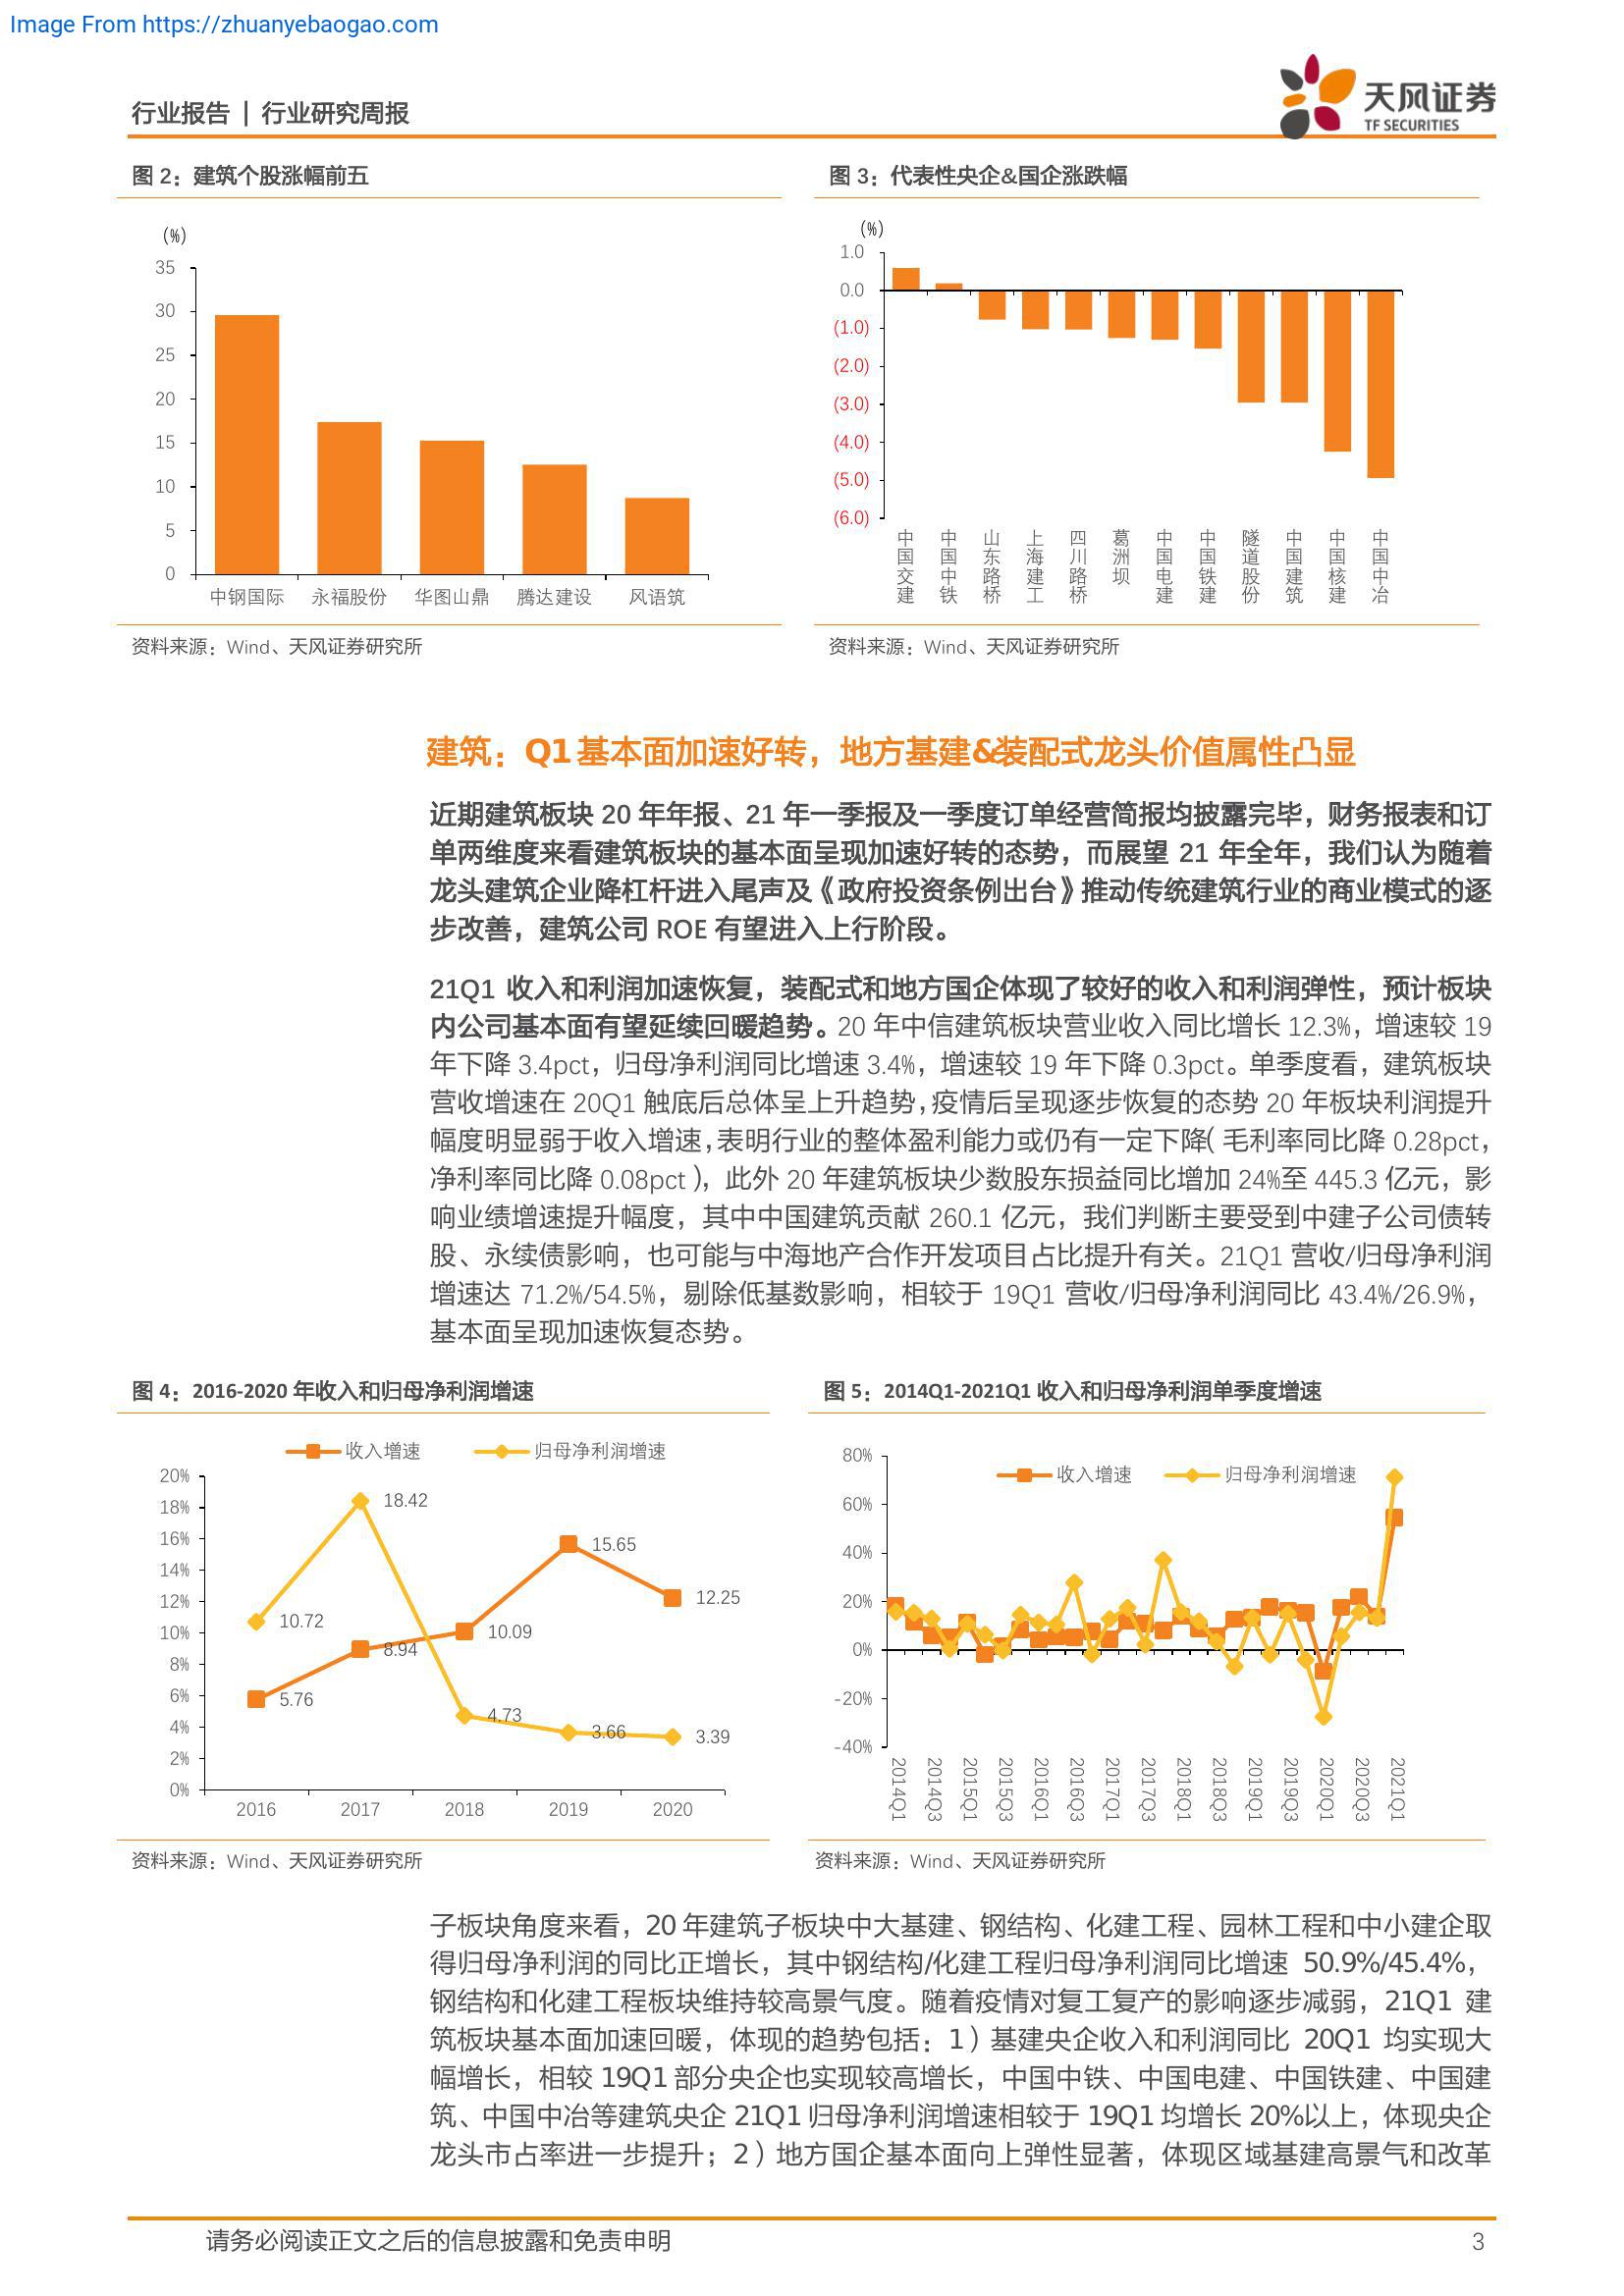 Image From https://zhuanyebaogao.com
行业报告 | 行业研究周报
天风证券
TF SECURITIES
图 2：建筑个股涨幅前五
(%)
35
30
25
20
15
10
5
0
中钢国际 永福股份 华图山鼎 腾达建设 风语筑
资料来源：Wind、天风证券研究所
图 3：代表性央企&国企涨跌幅
(%)
1.0
0.0
(1.0)
(2.0)
(3.0)
(4.0)
(5.0)
(6.0)
中国交建 中国中铁 山东路桥 上海建工 四川路桥 葛洲坝 中国电建 中国铁建 隧道股份 中国建筑 中国核建 中国中冶
资料来源：Wind、天风证券研究所
建筑：Q1 基本面加速好转，地方基建&装配式龙头价值属性凸显
近期建筑板块 20 年年报、21 年一季报及一季度订单经营简报均披露完毕，财务报表和订
单两维度来看建筑板块的基本面呈现加速好转的态势，而展望 21 年全年，我们认为随着
龙头建筑企业降杠杆进入尾声及《政府投资条例出台》推动传统建筑行业的商业模式的逐
步改善，建筑公司 ROE 有望进入上行阶段。
21Q1 收入和利润加速恢复，装配式和地方国企体现了较好的收入和利润弹性，预计板块
内公司基本面有望延续回暖趋势。20 年中信建筑板块营业收入同比增长 12.3%，增速较 19
年下降 3.4pct，归母净利润同比增速 3.4%，增速较 19 年下降 0.3pct。单季度看，建筑板块
营收增速在 20Q1 触底后总体呈上升趋势，疫情后呈现逐步恢复的态势 20 年板块利润提升
幅度明显弱于收入增速，表明行业的整体盈利能力或仍有一定下降（毛利率同比降 0.28pct，
净利率同比降 0.08pct），此外 20 年建筑板块少数股东损益同比增加 24%至 445.3 亿元，影
响业绩增速提升幅度，其中中国建筑贡献 260.1 亿元，我们判断主要受到中建子公司债转
股、永续债影响，也可能与中海地产合作开发项目占比提升有关。21Q1 营收/归母净利润
增速达 71.2%/54.5%，剔除低基数影响，相较于 19Q1 营收/归母净利润同比 43.4%/26.9%，
基本面呈现加速恢复态势。
图 4：2016-2020 年收入和归母净利润增速
收入增速 归母净利润增速
20%
18%
16%
14%
12%
10%
8%
6%
4%
2%
0%
10.72
18.42
4.73
3.66
3.39
5.76
8.94
10.09
15.65
12.25
2016 2017 2018 2019 2020
资料来源：Wind、天风证券研究所
图 5：2014Q1-2021Q1 收入和归母净利润单季度增速
收入增速 归母净利润增速
80%
60%
40%
20%
0%
-20%
-40%
2014Q1 2014Q3 2015Q1 2015Q3 2016Q1 2016Q3 2017Q1 2017Q3 2018Q1 2018Q3 2019Q1 2019Q3 2020Q1 2020Q3 2021Q1
资料来源：Wind、天风证券研究所
子板块角度来看，20 年建筑子板块中大基建、钢结构、化建工程、园林工程和中小建企取
得归母净利润的同比正增长，其中钢结构/化建工程归母净利润同比增速 50.9%/45.4%，
钢结构和化建工程板块维持较高景气度。随着疫情对复工复产的影响逐步减弱，21Q1 建
筑板块基本面加速回暖，体现的趋势包括：1）基建央企收入和利润同比 20Q1 均实现大
幅增长，相较 19Q1 部分央企也实现较高增长，中国中铁、中国电建、中国铁建、中国建
筑、中国中冶等建筑央企 21Q1 归母净利润增速相较于 19Q1 均增长 20%以上，体现央企
龙头市占率进一步提升；2）地方国企基本面向上弹性显著，体现区域基建高景气和改革
请务必阅读正文之后的信息披露和免责申明
3